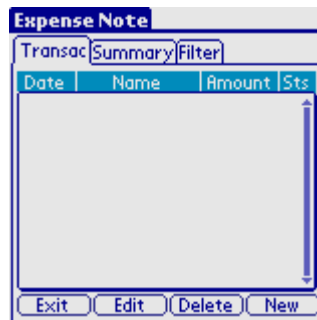 Expense Note
Transac Summary Filter
Date Name Amount Sts
Exit Edit Delete New